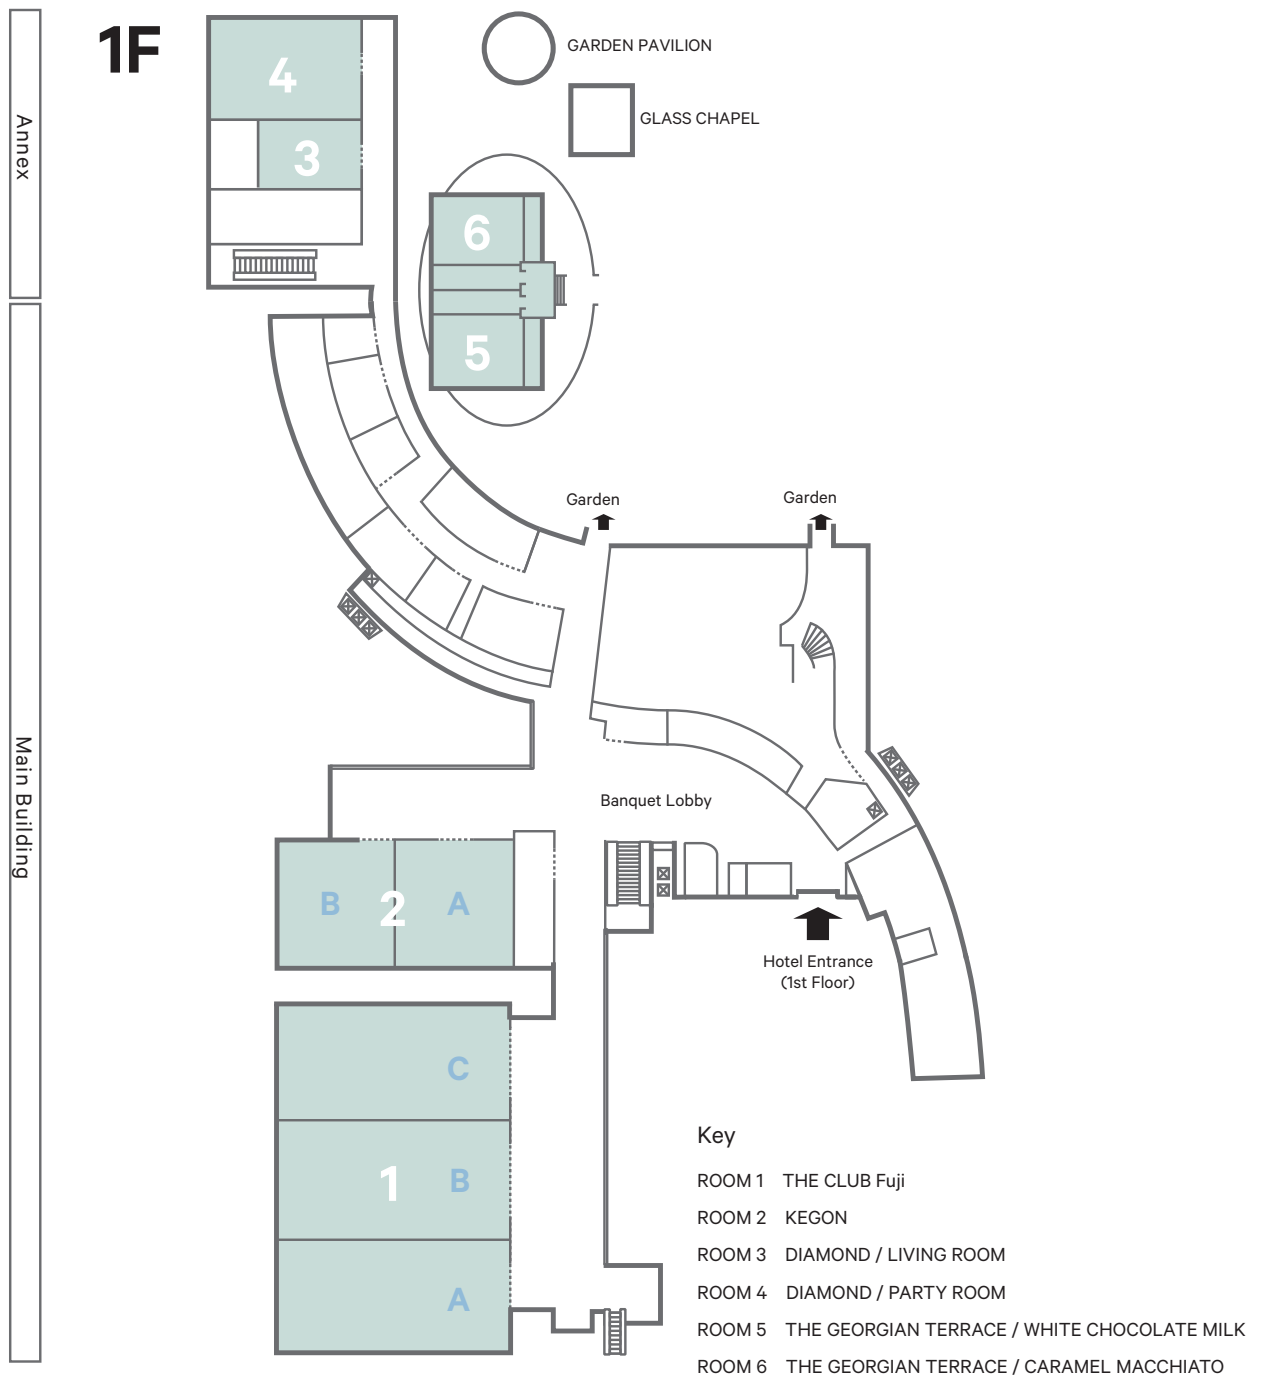 1F
Annex
Main Building
4
3
6
5
GARDEN PAVILION
GLASS CHAPEL
Garden
Garden
Banquet Lobby
B
2
A
Hotel Entrance
(1st Floor)
C
1
B
A
Key
ROOM 1 THE CLUB Fuji
ROOM 2 KEGON
ROOM 3 DIAMOND / LIVING ROOM
ROOM 4 DIAMOND / PARTY ROOM
ROOM 5 THE GEORGIAN TERRACE / WHITE CHOCOLATE MILK
ROOM 6 THE GEORGIAN TERRACE / CARAMEL MACCHIATO